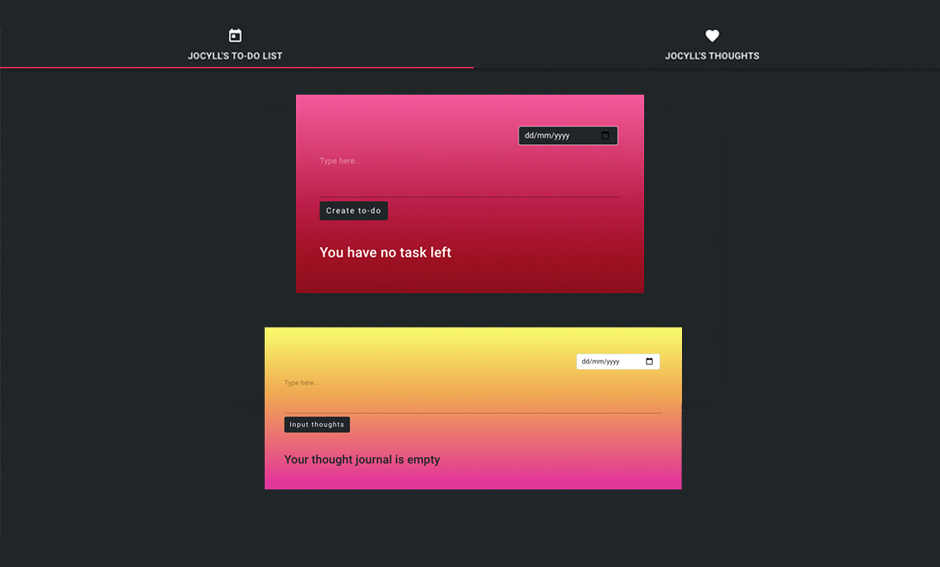 JOCYLL'S TO-DO LIST
JOCYLL'S THOUGHTS
dd/mm/yyyy
Type here...
Create to-do
You have no task left
dd/mm/yyyy
Type here...
Input thoughts
Your thought journal is empty